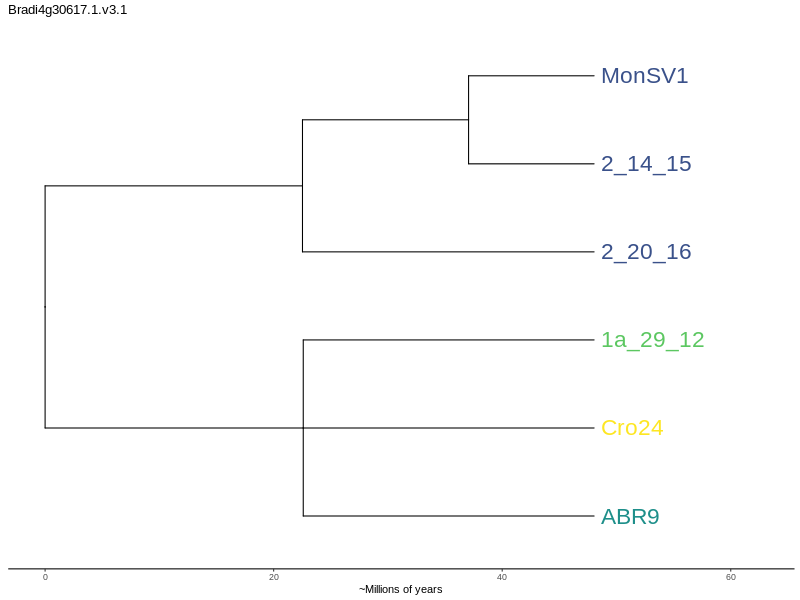 Bradi4g30617.1.v3.1
MonSV1
2_14_15
2_20_16
1a_29_12
Cro24
ABR9
0 20 40 60
~Millions of years